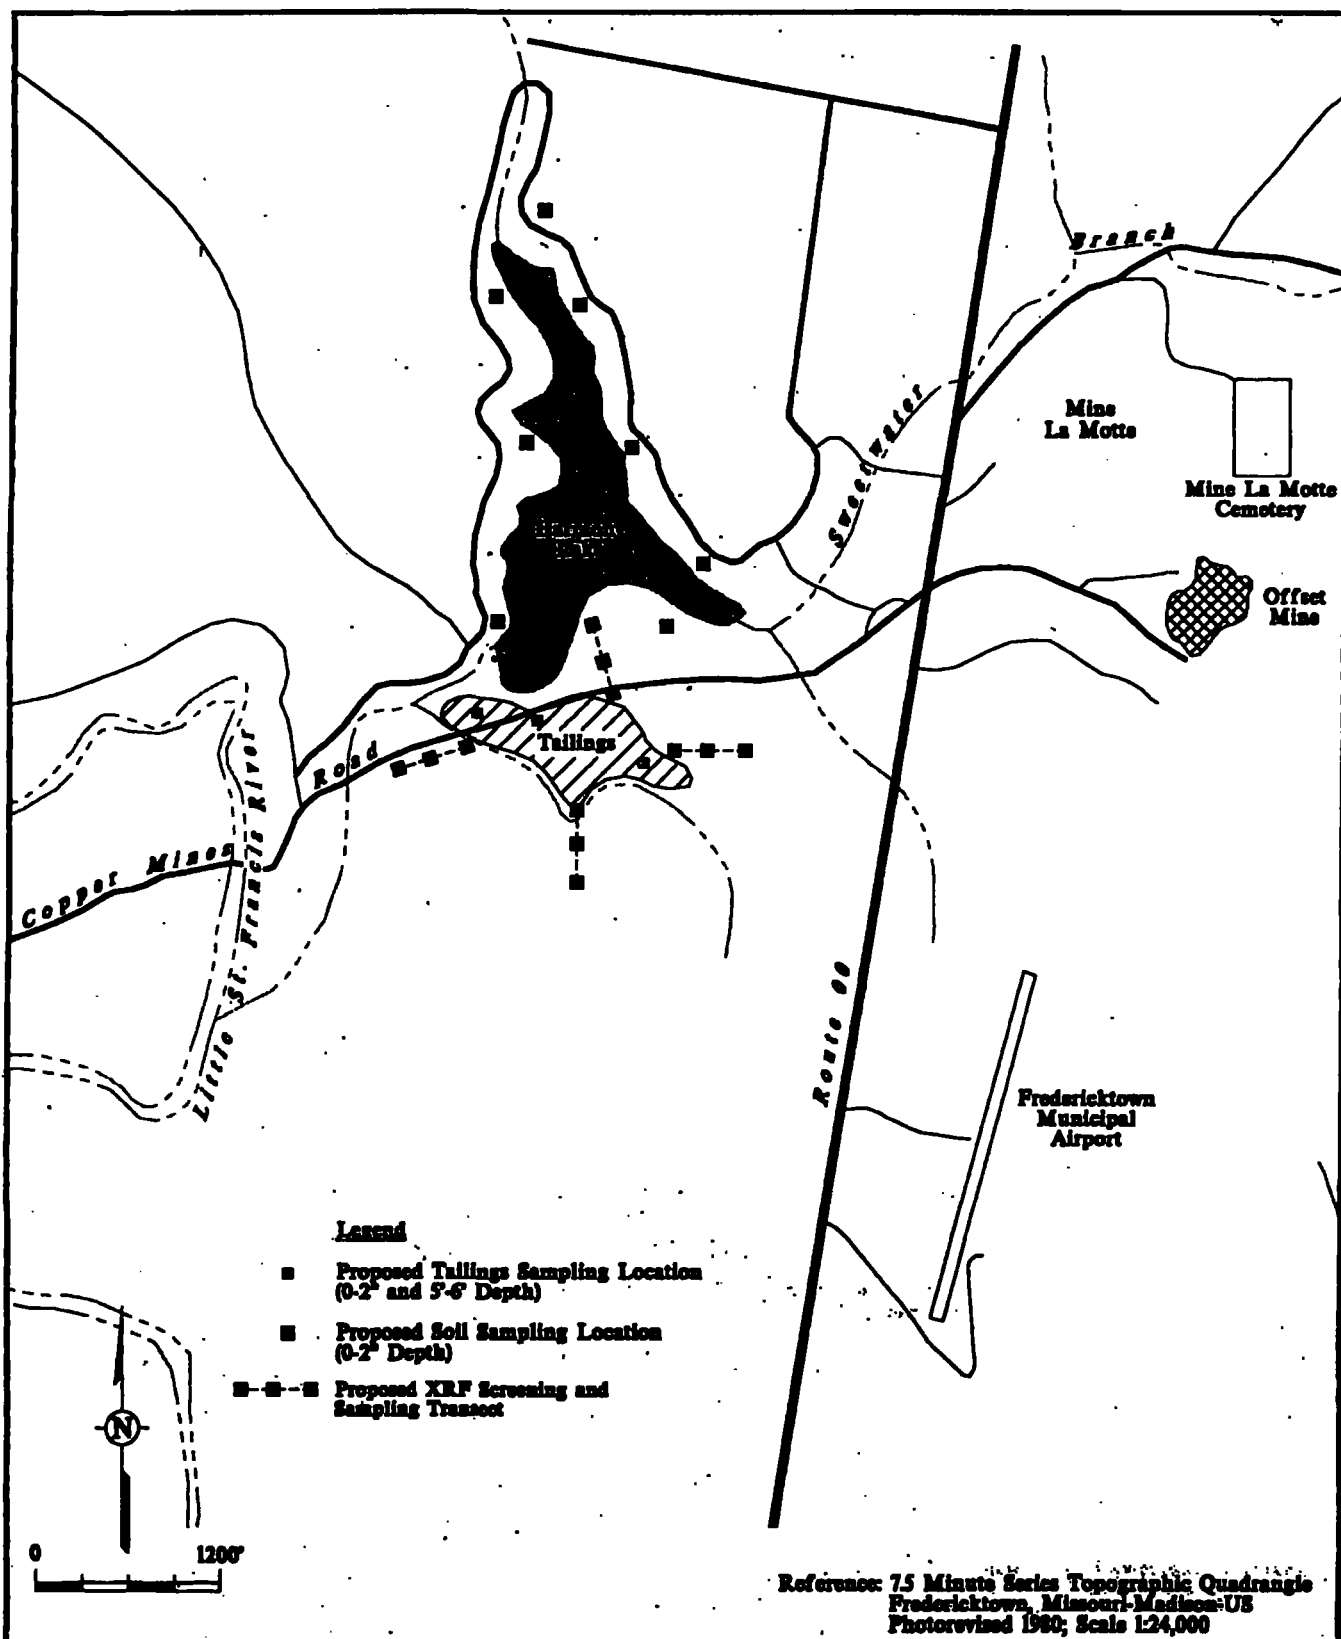 Branch
Sweetwater
Mine
La Motte
Mine La Motte
Cemetery
Offset
Mine
Tailings
Road
Copper Mines
Little St. Francis River
Route 00
Fredericktown
Municipal
Airport
Legend
Proposed Tailings Sampling Location
(0-2" and 5'-6' Depth)
Proposed Soil Sampling Location
(0-2" Depth)
Proposed XRF Screening and
Sampling Transect
N
0 1200'
Reference: 7.5 Minute Series Topographic Quadrangle
Fredericktown, Missouri-Madison-US
Photorevised 1980; Scale 1:24,000